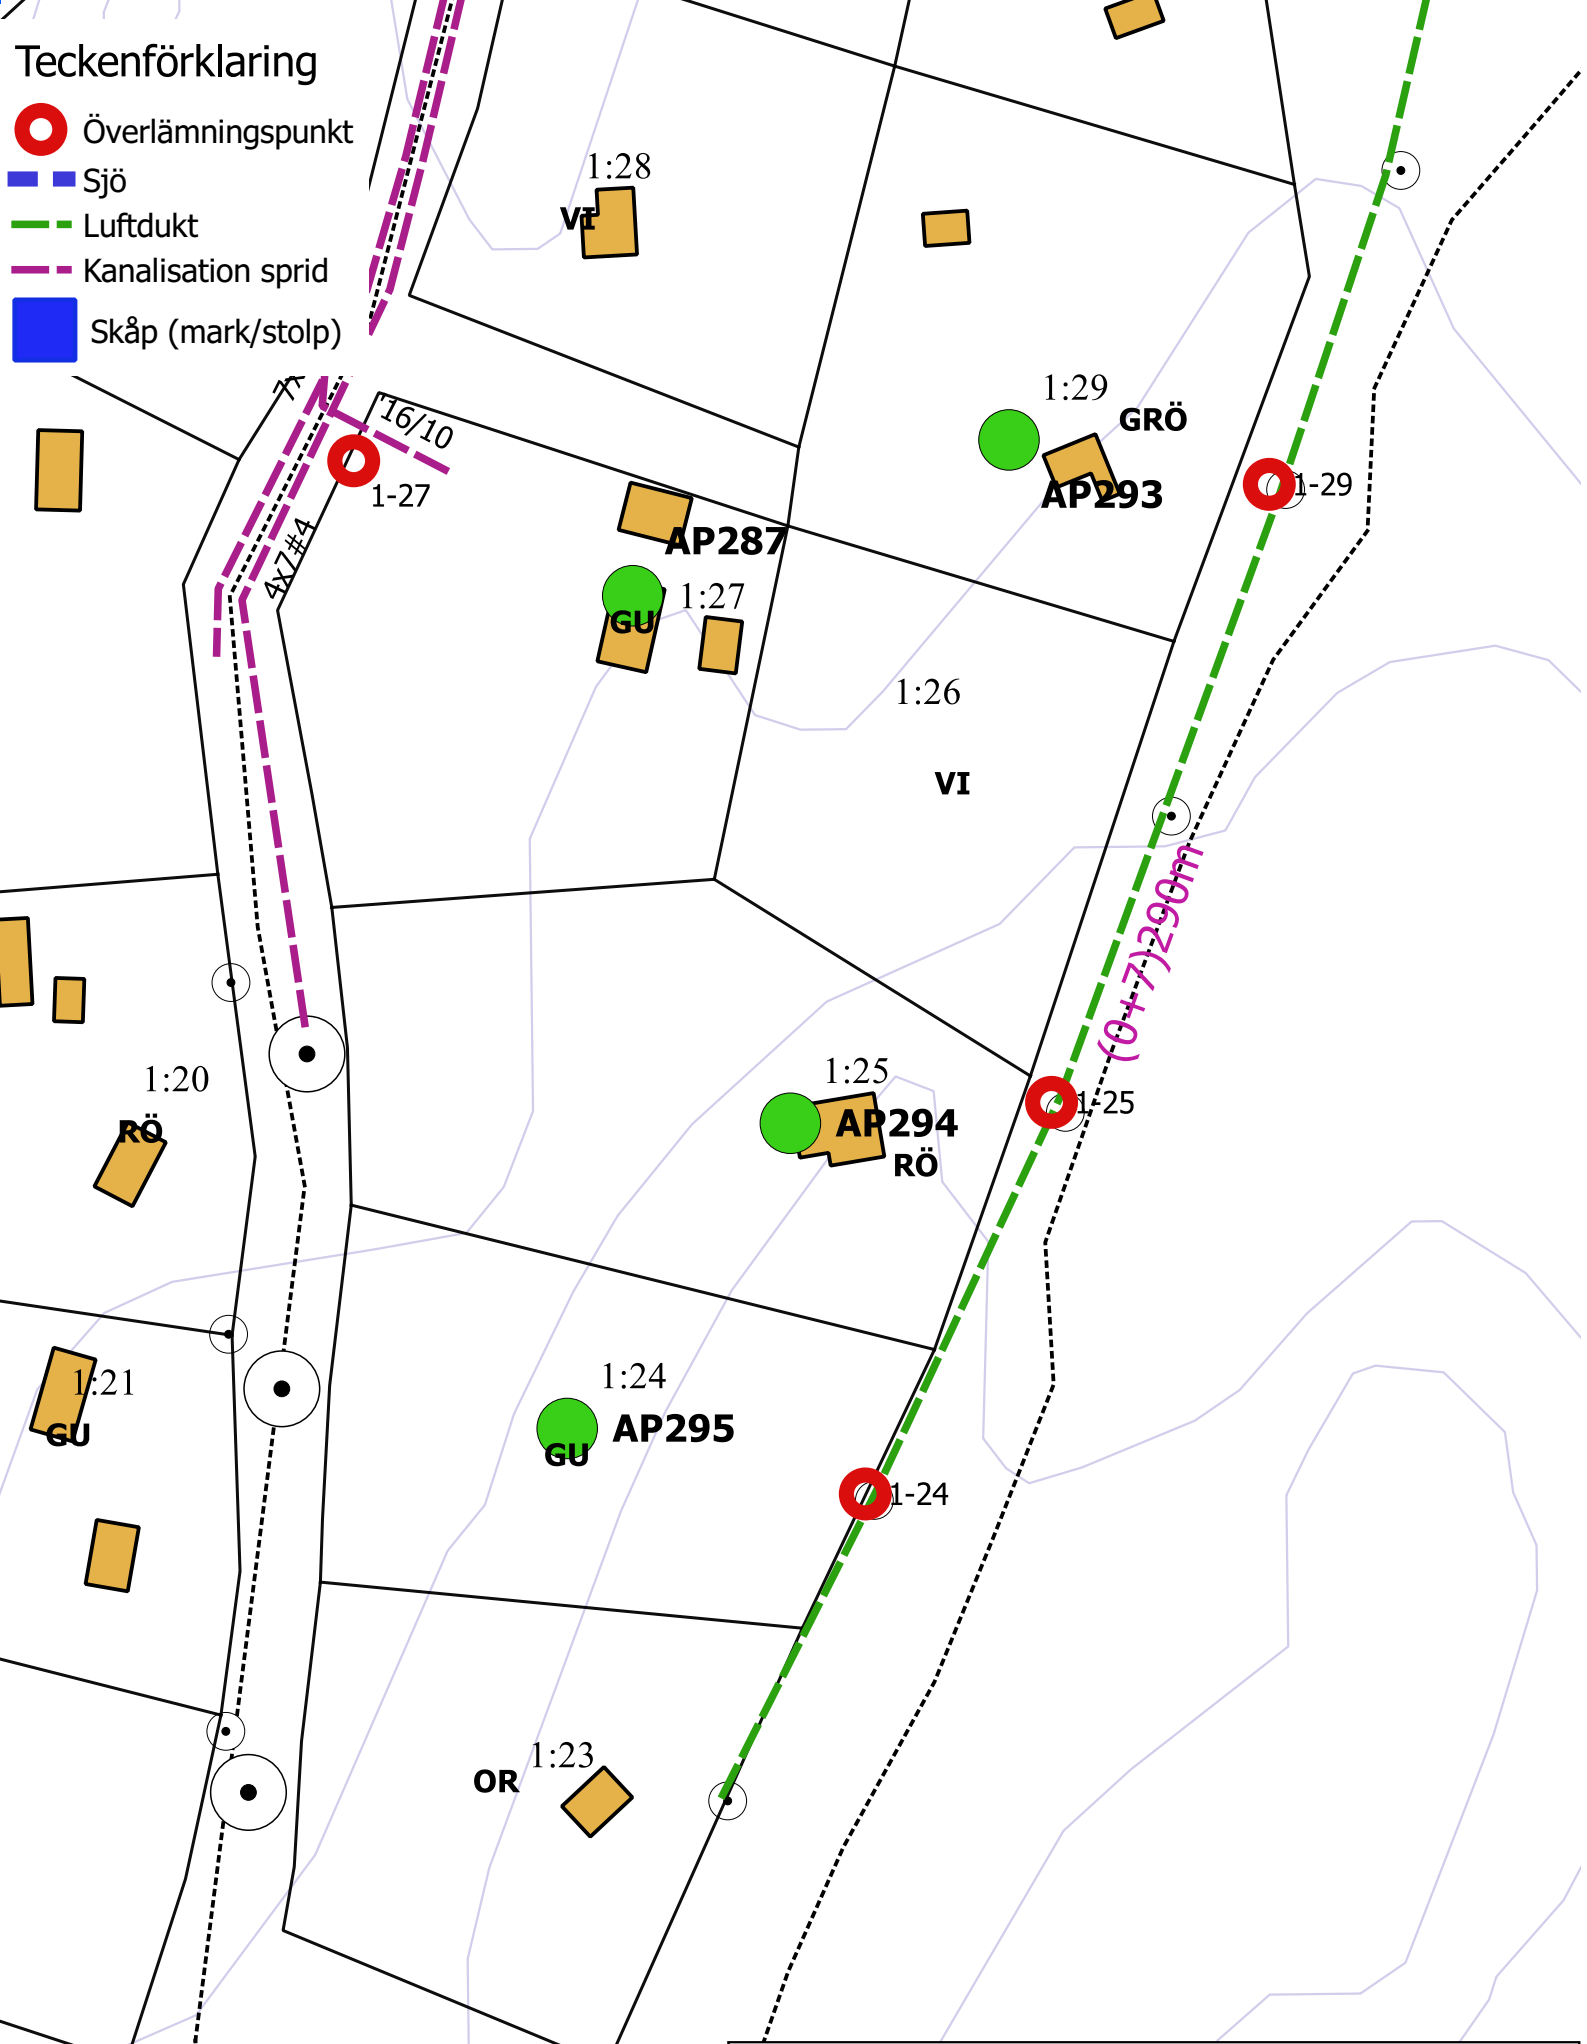 Teckenförklaring
Överlämningspunkt
Sjö
Luftdukt
Kanalisation sprid
Skåp (mark/stolp)
1:28
VI
1:29
GRÖ
AP293
1-29
16/10
1-27
4x7#4
AP287
1:27
GU
1:26
VI
(0+7)290m
1:20
RÖ
1:25
AP294
RÖ
1-25
1:21
GU
1:24
AP295
GU
1-24
1:23
OR